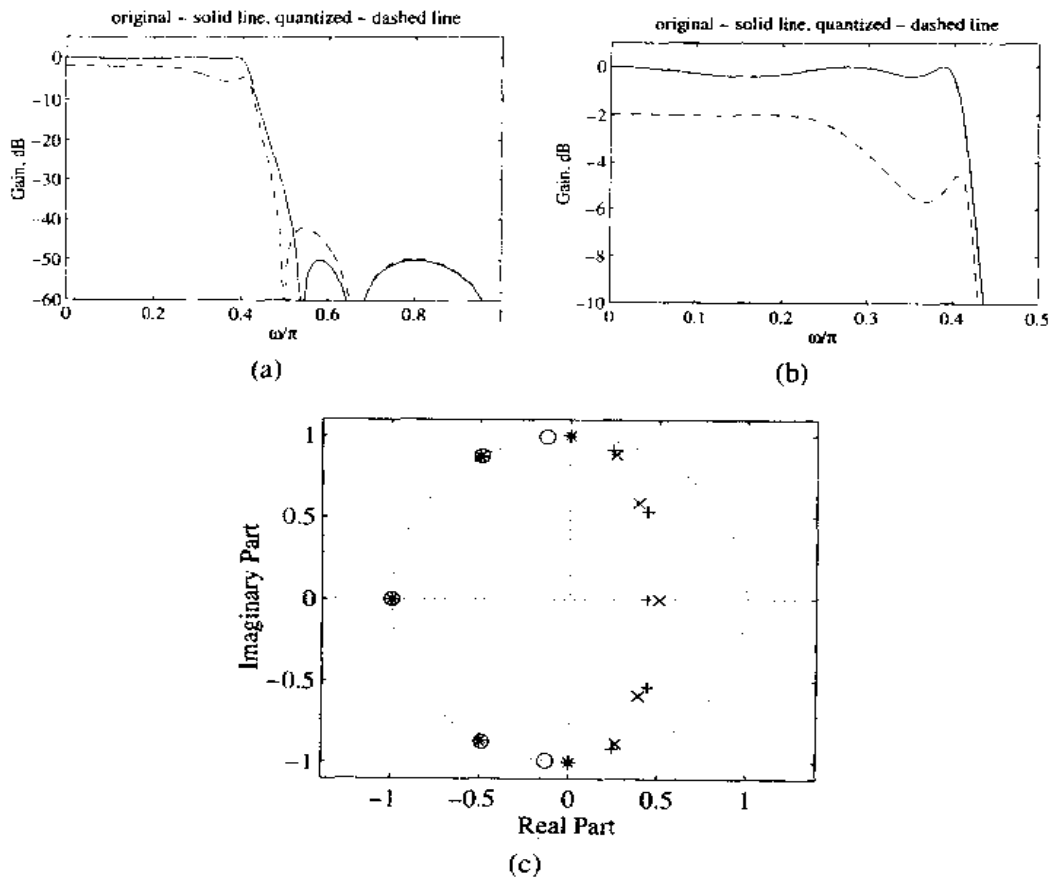 original – solid line, quantized – dashed line
Gain, dB
0
−10
−20
−30
−40
−50
−60
0 0.2 0.4 0.6 0.8 1
ω/π
(a)
original – solid line, quantized – dashed line
Gain, dB
0
−2
−4
−6
−8
−10
0 0.1 0.2 0.3 0.4 0.5
ω/π
(b)
Imaginary Part
1
0.5
0
−0.5
−1
−1 −0.5 0 0.5 1
Real Part
(c)